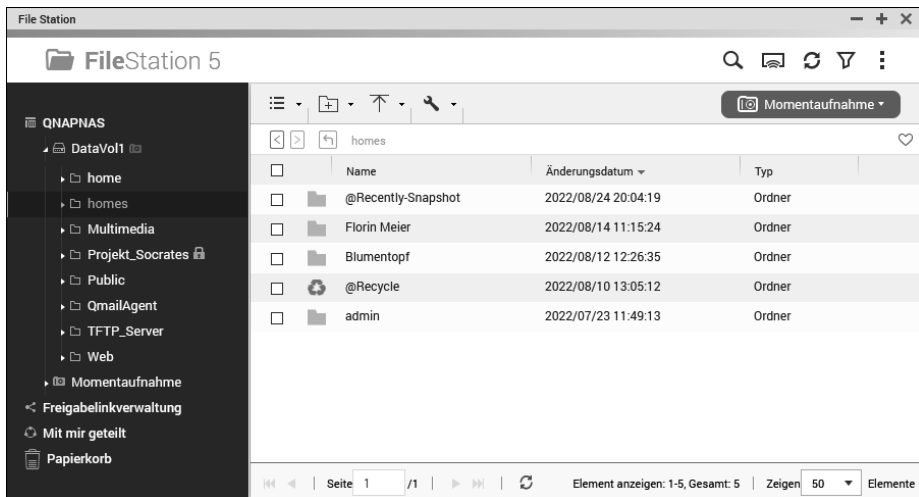 File Station
FileStation 5
QNAPNAS
DataVol1
home
homes
Multimedia
Projekt_Socrates
Public
QmailAgent
TFTP_Server
Web
Momentaufnahme
Freigabelinkverwaltung
Mit mir geteilt
Papierkorb
Momentaufnahme
homes
Name Änderungsdatum Typ
@Recently-Snapshot 2022/08/24 20:04:19 Ordner
Florin Meier 2022/08/14 11:15:24 Ordner
Blumentopf 2022/08/12 12:26:35 Ordner
@Recycle 2022/08/10 13:05:12 Ordner
admin 2022/07/23 11:49:13 Ordner
Seite 1 /1 Element anzeigen: 1-5, Gesamt: 5 Zeigen 50 Elemente